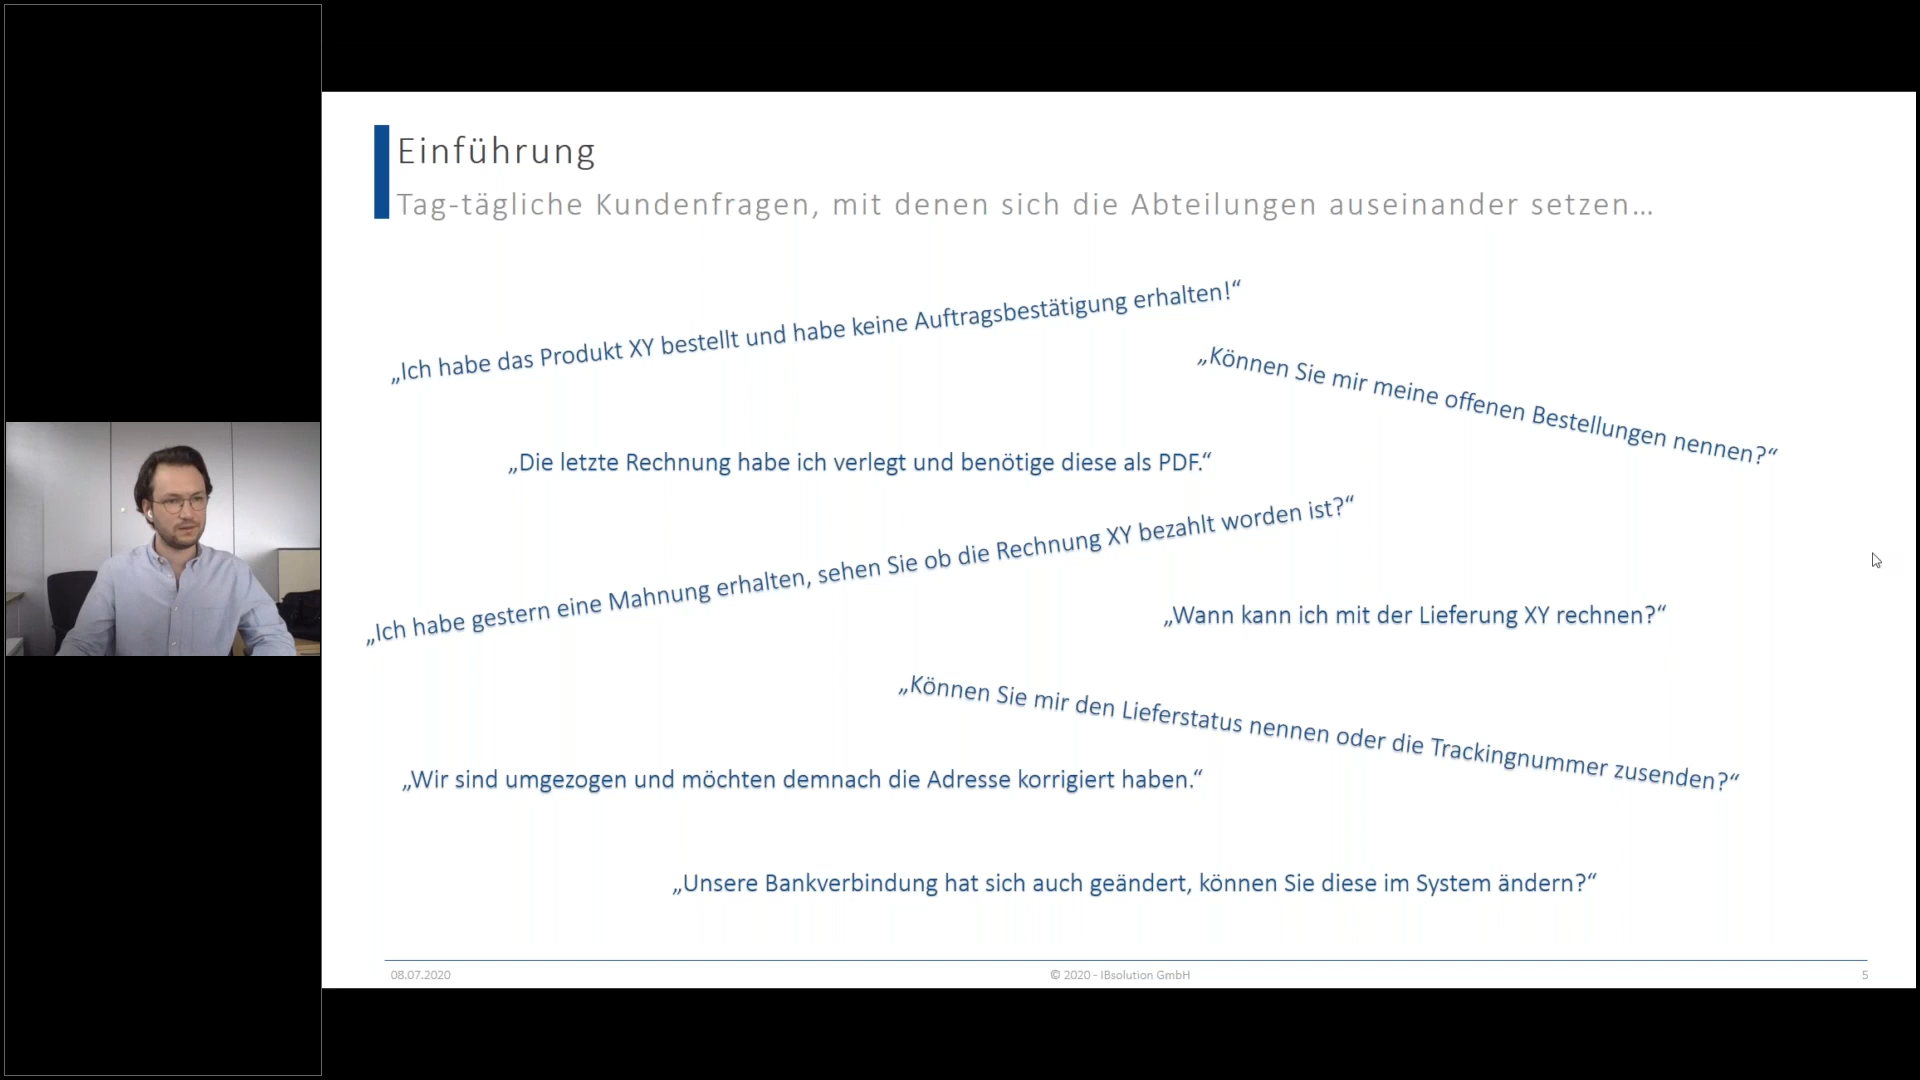 Einführung
Tag-tägliche Kundenfragen, mit denen sich die Abteilungen auseinander setzen…
„Ich habe das Produkt XY bestellt und habe keine Auftragsbestätigung erhalten!“
„Können Sie mir meine offenen Bestellungen nennen?“
„Die letzte Rechnung habe ich verlegt und benötige diese als PDF.“
„Ich habe gestern eine Mahnung erhalten, sehen Sie ob die Rechnung XY bezahlt worden ist?“
„Wann kann ich mit der Lieferung XY rechnen?“
„Können Sie mir den Lieferstatus nennen oder die Trackingnummer zusenden?“
„Wir sind umgezogen und möchten demnach die Adresse korrigiert haben.“
„Unsere Bankverbindung hat sich auch geändert, können Sie diese im System ändern?“
08.07.2020
© 2020 - IBsolution GmbH
5